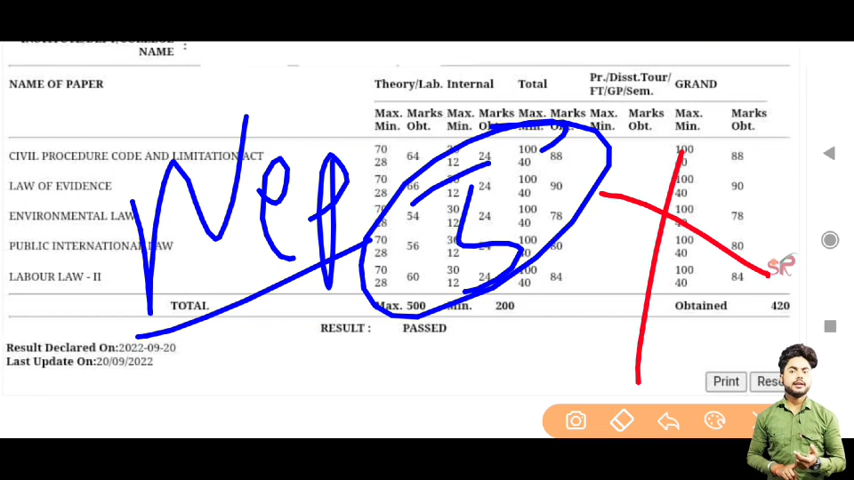 NAME :
NAME OF PAPER Theory/Lab. Internal Total Pr./Disst.Tour/ FT/GP/Sem. GRAND
Max. Min. Marks Obt. Max. Min. Marks Max. Min. Marks Max. Min. Marks Obt. Max. Min. Marks Obt.
CIVIL PROCEDURE CODE AND LIMITATION ACT 70 28 64 12 24 100 40 88 100 88
LAW OF EVIDENCE 70 28 66 12 24 100 40 90 100 40 90
ENVIRONMENTAL LAW 70 28 54 30 12 24 100 40 78 100 40 78
PUBLIC INTERNATIONAL LAW 70 28 56 12 100 40 80 100 40 80
LABOUR LAW - II 70 28 60 30 12 24 100 40 84 100 40 84
TOTAL Max. 500 Min. 200 Obtained 420
RESULT : PASSED
Result Declared On:2022-09-20
Last Update On:20/09/2022
Print
5
SR